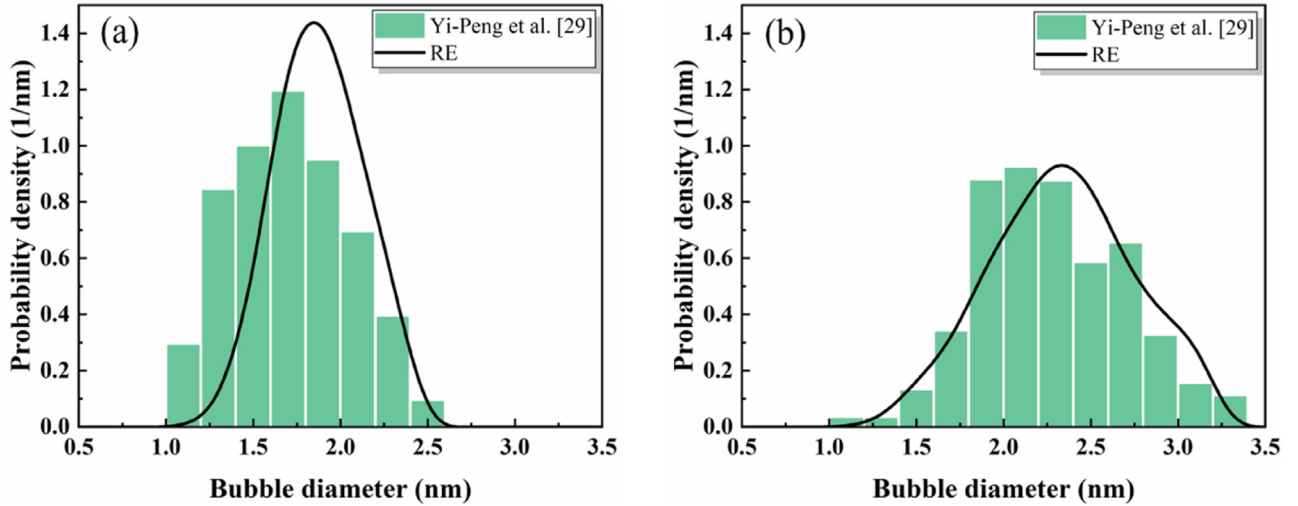 (a)
Yi-Peng et al. [29]
RE
Probability density (1/nm)
1.4
1.2
1.0
0.8
0.6
0.4
0.2
0.0
0.5 1.0 1.5 2.0 2.5 3.0 3.5
Bubble diameter (nm)
(b)
Yi-Peng et al. [29]
RE
Probability density (1/nm)
1.4
1.2
1.0
0.8
0.6
0.4
0.2
0.0
0.5 1.0 1.5 2.0 2.5 3.0 3.5
Bubble diameter (nm)